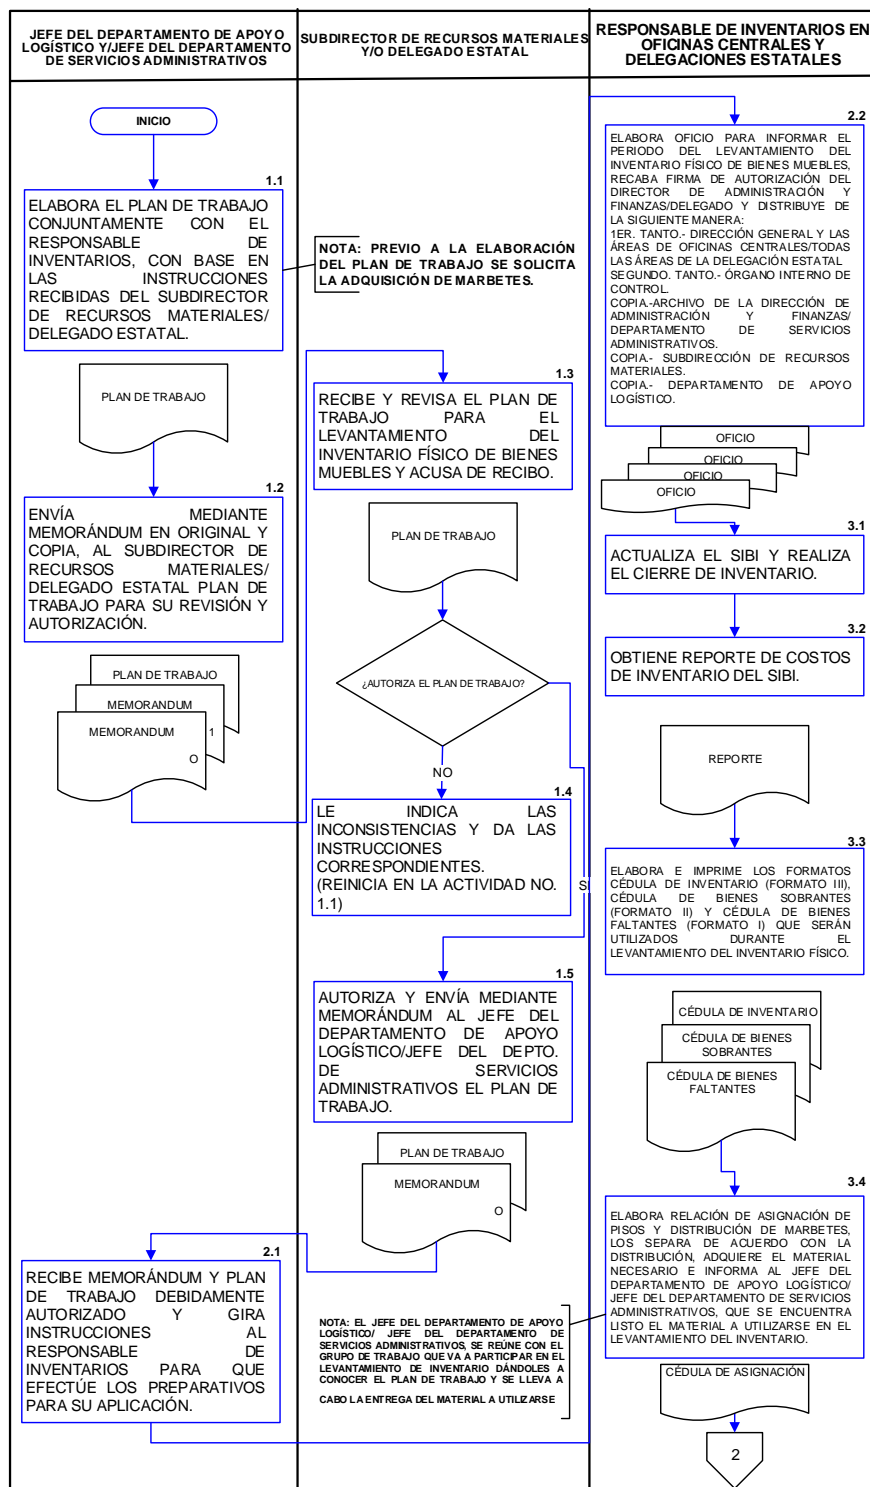 JEFE DEL DEPARTAMENTO DE APOYO
LOGÍSTICO Y/JEFE DEL DEPARTAMENTO
DE SERVICIOS ADMINISTRATIVOS
SUBDIRECTOR DE RECURSOS MATERIALES
Y/O DELEGADO ESTATAL
RESPONSABLE DE INVENTARIOS EN
OFICINAS CENTRALES Y
DELEGACIONES ESTATALES
INICIO
1.1
ELABORA EL PLAN DE TRABAJO
CONJUNTAMENTE CON EL
RESPONSABLE DE
INVENTARIOS, CON BASE EN
LAS INSTRUCCIONES
RECIBIDAS DEL SUBDIRECTOR
DE RECURSOS MATERIALES/
DELEGADO ESTATAL.
NOTA: PREVIO A LA ELABORACIÓN
DEL PLAN DE TRABAJO SE SOLICITA
LA ADQUISICIÓN DE MARBETES.
PLAN DE TRABAJO
1.2
ENVÍA MEDIANTE
MEMORÁNDUM EN ORIGINAL Y
COPIA, AL SUBDIRECTOR DE
RECURSOS MATERIALES/
DELEGADO ESTATAL PLAN DE
TRABAJO PARA SU REVISIÓN Y
AUTORIZACIÓN.
PLAN DE TRABAJO
MEMORANDUM
1
MEMORANDUM
O
1.3
RECIBE Y REVISA EL PLAN DE
TRABAJO PARA EL
LEVANTAMIENTO DEL
INVENTARIO FÍSICO DE BIENES
MUEBLES Y ACUSA DE RECIBO.
PLAN DE TRABAJO
¿AUTORIZA EL PLAN DE TRABAJO?
NO
SI
1.4
LE INDICA LAS
INCONSISTENCIAS Y DA LAS
INSTRUCCIONES
CORRESPONDIENTES.
(REINICIA EN LA ACTIVIDAD NO.
1.1)
1.5
AUTORIZA Y ENVÍA MEDIANTE
MEMORÁNDUM AL JEFE DEL
DEPARTAMENTO DE APOYO
LOGÍSTICO/JEFE DEL DEPTO.
DE SERVICIOS
ADMINISTRATIVOS EL PLAN DE
TRABAJO.
PLAN DE TRABAJO
MEMORANDUM
O
2.1
RECIBE MEMORÁNDUM Y PLAN
DE TRABAJO DEBIDAMENTE
AUTORIZADO Y GIRA
INSTRUCCIONES AL
RESPONSABLE DE
INVENTARIOS PARA QUE
EFECTÚE LOS PREPARATIVOS
PARA SU APLICACIÓN.
2.2
ELABORA OFICIO PARA INFORMAR EL
PERIODO DEL LEVANTAMIENTO DEL
INVENTARIO FÍSICO DE BIENES MUEBLES,
RECABA FIRMA DE AUTORIZACIÓN DEL
DIRECTOR DE ADMINISTRACIÓN Y
FINANZAS/DELEGADO Y DISTRIBUYE DE
LA SIGUIENTE MANERA:
1ER. TANTO.- DIRECCIÓN GENERAL Y LAS
ÁREAS DE OFICINAS CENTRALES/TODAS
LAS ÁREAS DE LA DELEGACIÓN ESTATAL
SEGUNDO. TANTO.- ÓRGANO INTERNO DE
CONTROL.
COPIA.-ARCHIVO DE LA DIRECCIÓN DE
ADMINISTRACIÓN Y FINANZAS/
DEPARTAMENTO DE SERVICIOS
ADMINISTRATIVOS.
COPIA.- SUBDIRECCIÓN DE RECURSOS
MATERIALES.
COPIA.- DEPARTAMENTO DE APOYO
LOGÍSTICO.
OFICIO
OFICIO
OFICIO
OFICIO
3.1
ACTUALIZA EL SIBI Y REALIZA
EL CIERRE DE INVENTARIO.
3.2
OBTIENE REPORTE DE COSTOS
DE INVENTARIO DEL SIBI.
REPORTE
3.3
ELABORA E IMPRIME LOS FORMATOS
CÉDULA DE INVENTARIO (FORMATO III),
CÉDULA DE BIENES SOBRANTES
(FORMATO II) Y CÉDULA DE BIENES
FALTANTES (FORMATO I) QUE SERÁN
UTILIZADOS DURANTE EL
LEVANTAMIENTO DEL INVENTARIO FÍSICO.
CÉDULA DE INVENTARIO
CÉDULA DE BIENES
SOBRANTES
CÉDULA DE BIENES
FALTANTES
3.4
ELABORA RELACIÓN DE ASIGNACIÓN DE
PISOS Y DISTRIBUCIÓN DE MARBETES,
LOS SEPARA DE ACUERDO CON LA
DISTRIBUCIÓN, ADQUIERE EL MATERIAL
NECESARIO E INFORMA AL JEFE DEL
DEPARTAMENTO DE APOYO LOGÍSTICO/
JEFE DEL DEPARTAMENTO DE SERVICIOS
ADMINISTRATIVOS, QUE SE ENCUENTRA
LISTO EL MATERIAL A UTILIZARSE EN EL
LEVANTAMIENTO DEL INVENTARIO.
NOTA: EL JEFE DEL DEPARTAMENTO DE APOYO
LOGÍSTICO/ JEFE DEL DEPARTAMENTO DE
SERVICIOS ADMINISTRATIVOS, SE REÚNE CON EL
GRUPO DE TRABAJO QUE VA A PARTICIPAR EN EL
LEVANTAMIENTO DE INVENTARIO DÁNDOLES A
CONOCER EL PLAN DE TRABAJO Y SE LLEVA A
CABO LA ENTREGA DEL MATERIAL A UTILIZARSE
CÉDULA DE ASIGNACIÓN
2